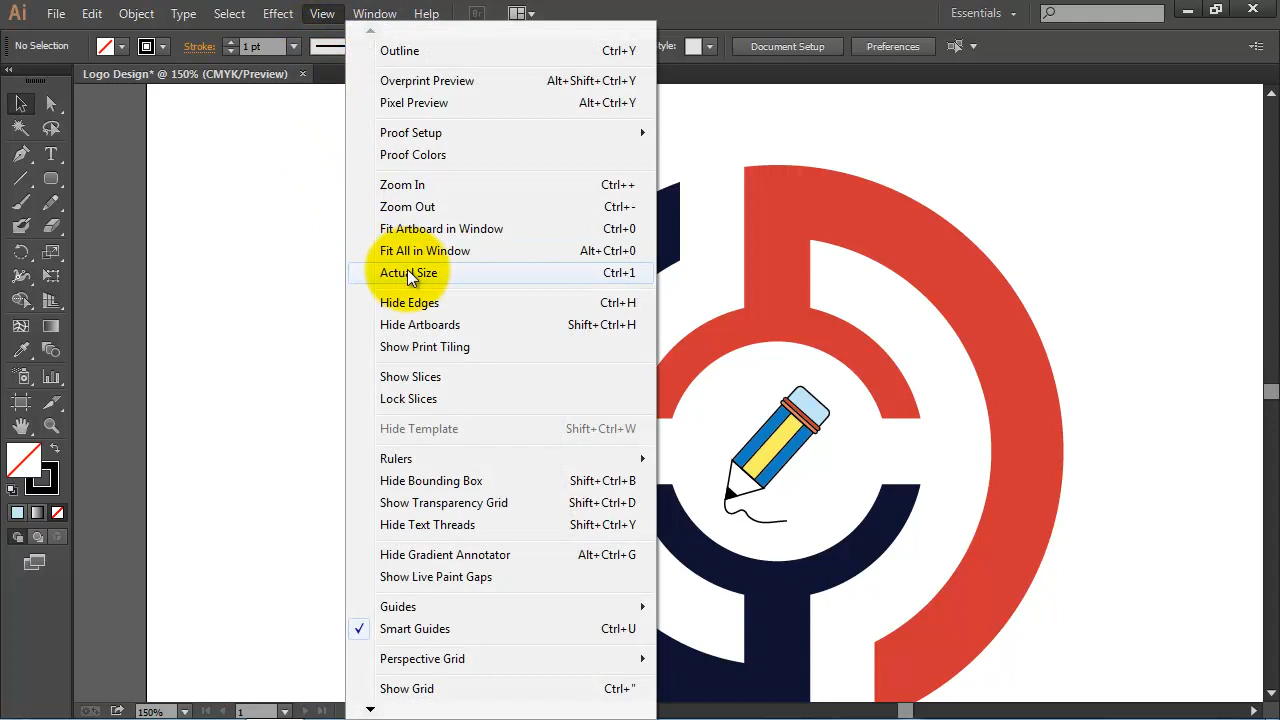 Ai File Edit Object Type Select Effect View Window Help Br Essentials
No Selection Stroke: 1 pt Style: Document Setup Preferences
Logo Design* @ 150% (CMYK/Preview)
Outline Ctrl+Y
Overprint Preview Alt+Shift+Ctrl+Y
Pixel Preview Alt+Ctrl+Y
Proof Setup
Proof Colors
Zoom In Ctrl++
Zoom Out Ctrl+-
Fit Artboard in Window Ctrl+0
Fit All in Window Alt+Ctrl+0
Actual Size Ctrl+1
Hide Edges Ctrl+H
Hide Artboards Shift+Ctrl+H
Show Print Tiling
Show Slices
Lock Slices
Hide Template Shift+Ctrl+W
Rulers
Hide Bounding Box Shift+Ctrl+B
Show Transparency Grid Shift+Ctrl+D
Hide Text Threads Shift+Ctrl+Y
Hide Gradient Annotator Alt+Ctrl+G
Show Live Paint Gaps
Guides
Smart Guides Ctrl+U
Perspective Grid
Show Grid Ctrl+"
150% 1